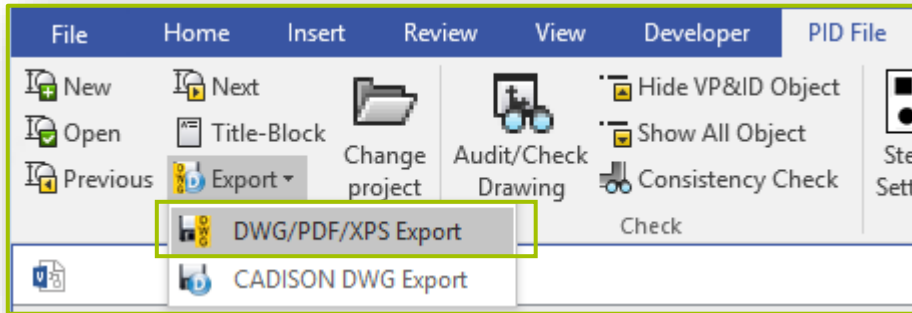 File Home Insert Review View Developer PID File
New Next Hide VP&ID Object
Open Title-Block Show All Object
Change project
Audit/Check Drawing
Previous Export Consistency Check
Check
DWG/PDF/XPS Export
CADISON DWG Export